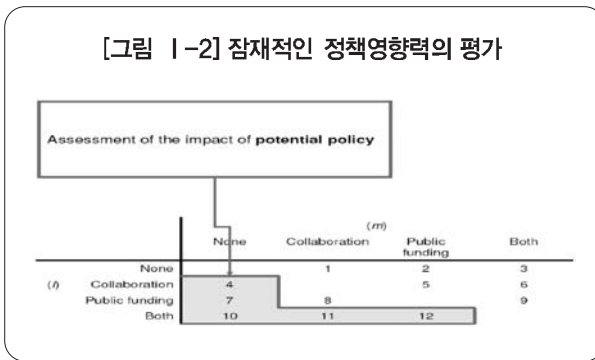 [그림 Ⅰ-2] 잠재적인 정책영향력의 평가
Assessment of the impact of potential policy
(m)
None Collaboration Public funding Both
None 1 2 3
(l) Collaboration 4 5 6
Public funding 7 8 9
Both 10 11 12